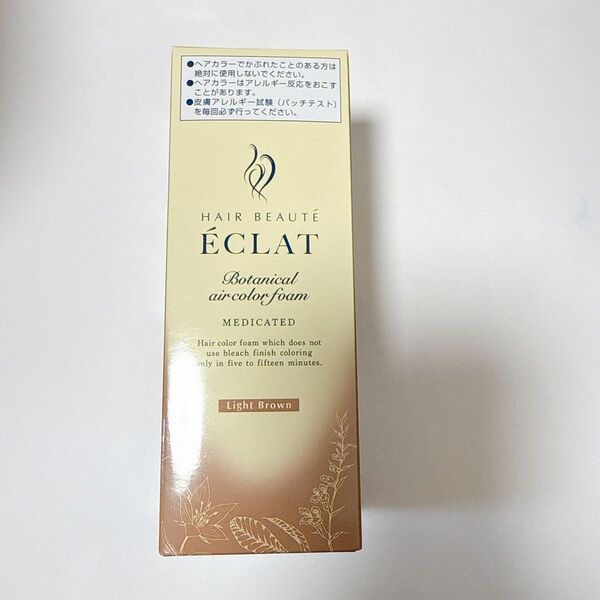 ●ヘアカラーでかぶれたことのある方は
絶対に使用しないでください。
●ヘアカラーはアレルギー反応をおこす
ことがあります。
●皮膚アレルギー試験（パッチテスト）
を毎回必ず行ってください。
HAIR BEAUTÉ
ÉCLAT
Botanical
air color foam
MEDICATED
Hair color foam which does not
use bleach finish coloring
only in five to fifteen minutes.
Light Brown